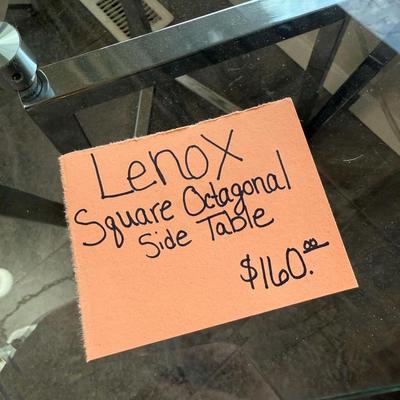 Lenox
Square Octagonal
Side Table
$160.00